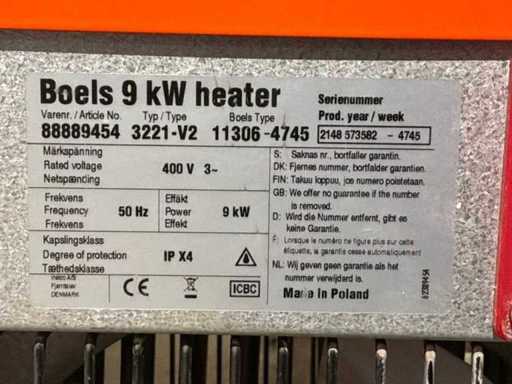 Boels 9 kW heater
Serienummer
Varenr./Article No. Typ/Type Boels Type Prod. year/week
88889454 3221-V2 11306-4745 2148 573582 - 4745
Märkspänning
Rated voltage 400 V 3~
Netspænding
Frekvens Effäkt
Frequency 50 Hz Power 9 kW
Frekvens Effekt
Kapslingsklass
Degree of protection IP X4
Tæthedsklasse
S: Saknas nr., bortfaller garantin.
DK: Fjernes nummer, bortfalder garantien
FIN: Takuu loppuu, jos numero poistetaan.
GB: We offer no guarantee if the number
is removed.
D: Wird die Nummer entfernt, gibt es
keine Garantie.
F: Lorsque le numéro ne figure plus sur cette
étiquette, la garantie cesse automatiquement
NL: Wij geven geen garantie als het
nummer verwijderd is.
Fjerritslev
DENMARK
CE
ICBC
Made in Poland